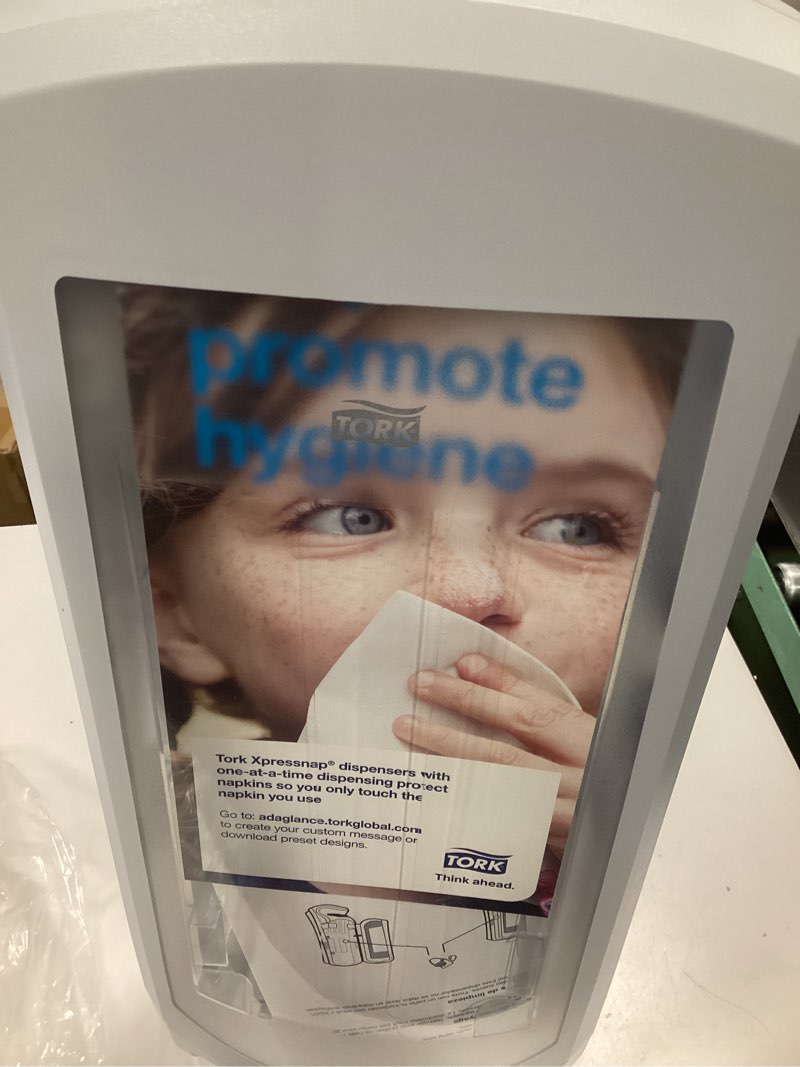 promote
TORK
hygiene
Tork Xpressnap® dispensers with
one-at-a-time dispensing protect
napkins so you only touch the
napkin you use
Go to: adaglance.torkglobal.com
to create your custom message or
download preset designs.
TORK
Think ahead.
de limpieza